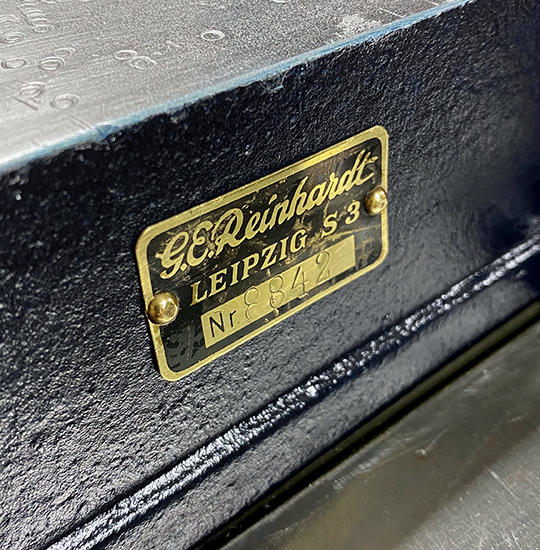 G.E.Reinhardt
LEIPZIG S 3
Nr. 8842